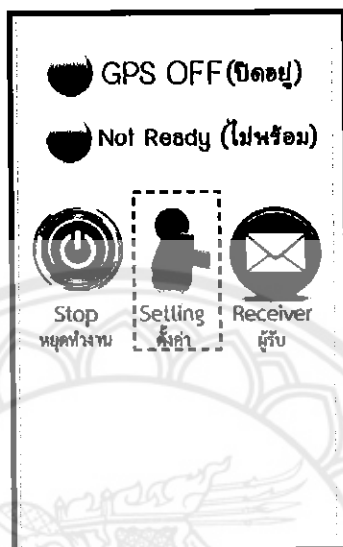 GPS OFF (ปิดอยู่)
Not Ready (ไม่พร้อม)
Stop
หยุดทำงาน
Setting
ตั้งค่า
Receiver
ผู้รับ